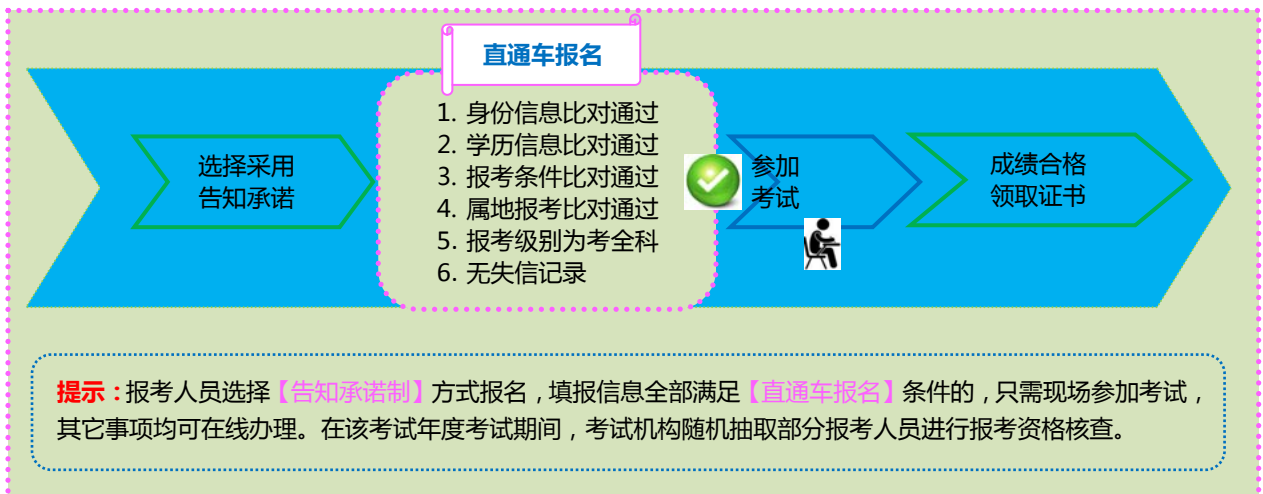 直通车报名
选择采用
告知承诺
1. 身份信息比对通过
2. 学历信息比对通过
3. 报考条件比对通过
4. 属地报考比对通过
5. 报考级别为考全科
6. 无失信记录
参加
考试
成绩合格
领取证书
提示：报考人员选择【告知承诺制】方式报名，填报信息全部满足【直通车报名】条件的，只需现场参加考试，
其它事项均可在线办理。在该考试年度考试期间，考试机构随机抽取部分报考人员进行报考资格核查。